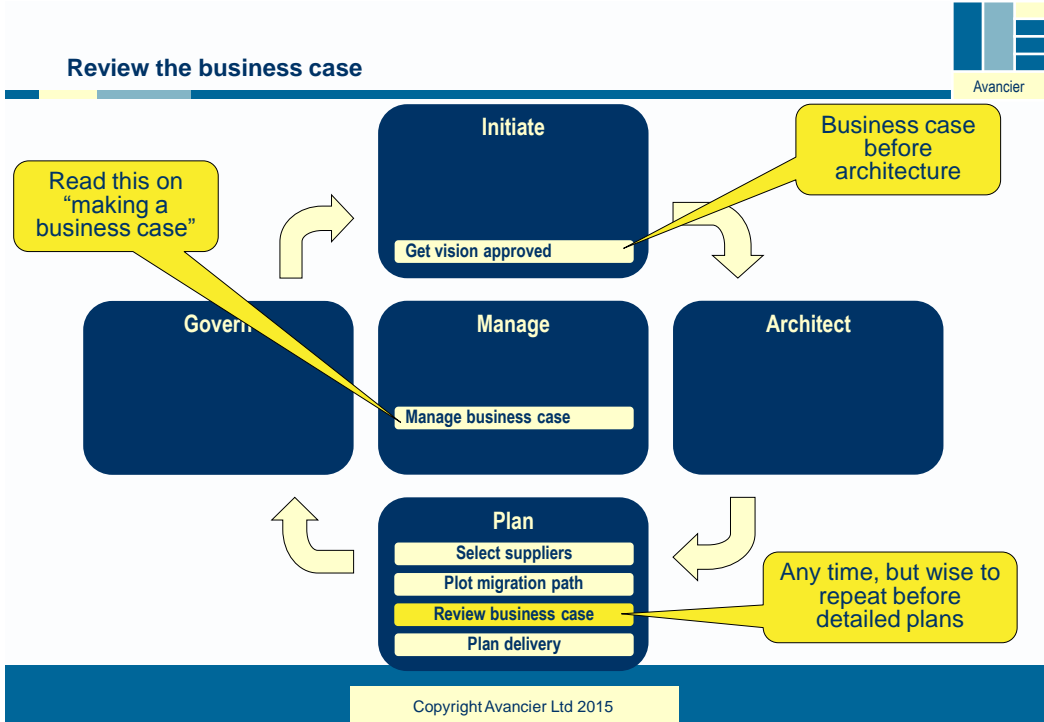 Review the business case
Avancier
Initiate
Business case
before
architecture
Read this on
“making a
business case”
Get vision approved
Govern
Manage
Architect
Manage business case
Plan
Select suppliers
Plot migration path
Review business case
Plan delivery
Any time, but wise to
repeat before
detailed plans
Copyright Avancier Ltd 2015